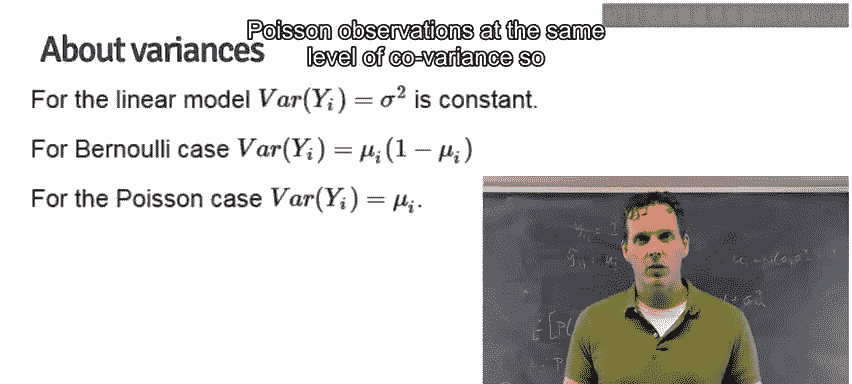 Poisson observations at the same
level of co-variance so
About variances
For the linear model Var(Y_i) = σ² is constant.
For Bernoulli case Var(Y_i) = μ_i(1 − μ_i)
For the Poisson case Var(Y_i) = μ_i.